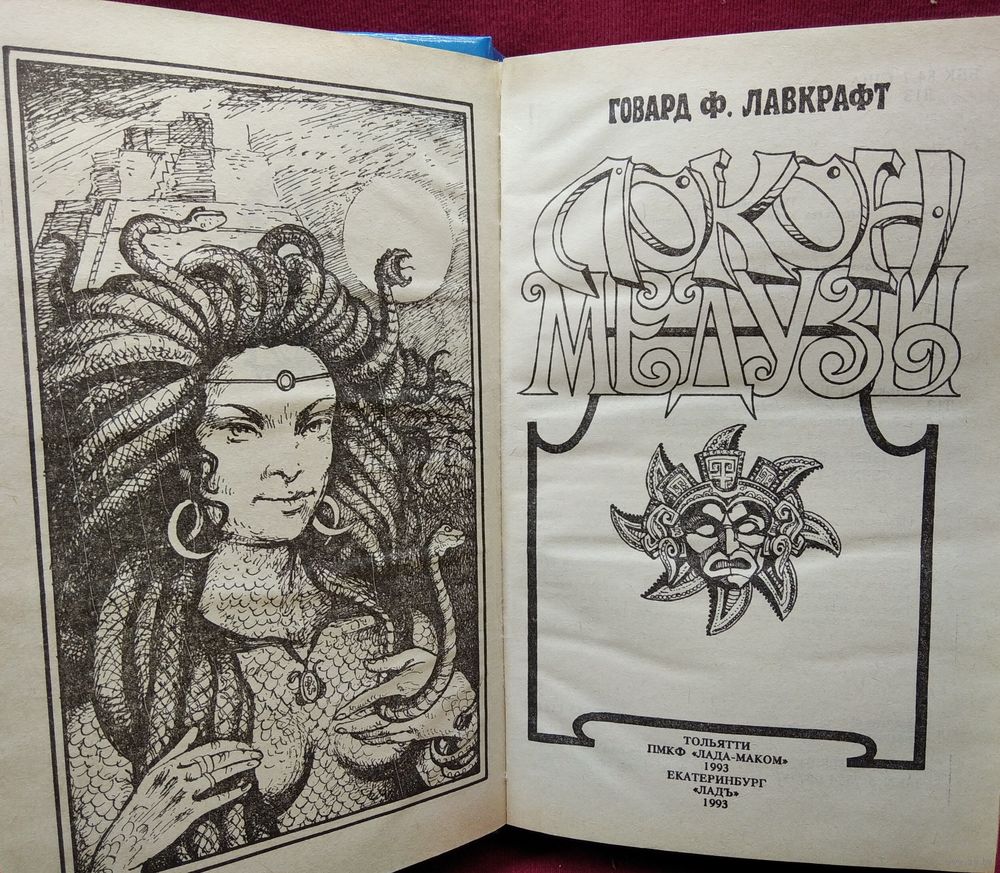 ГОВАРД Ф. ЛАВКРАФТ
ЛОКОН
МЕДУЗЫ
ТОЛЬЯТТИ
ПМКФ «ЛАДА-МАКОМ»
1993
ЕКАТЕРИНБУРГ
«ЛАДЪ»
1993